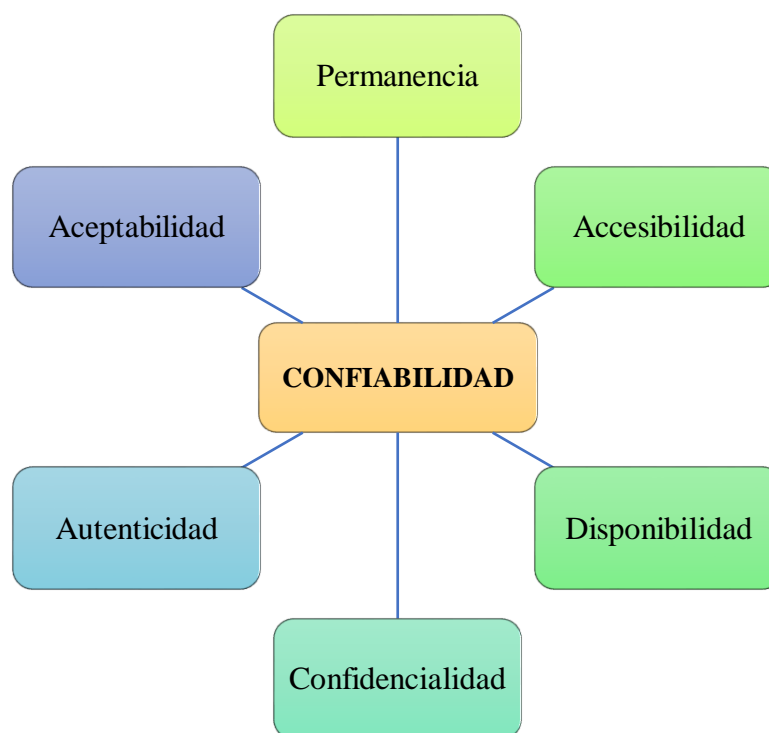 Permanencia
Aceptabilidad
Accesibilidad
CONFIABILIDAD
Autenticidad
Disponibilidad
Confidencialidad